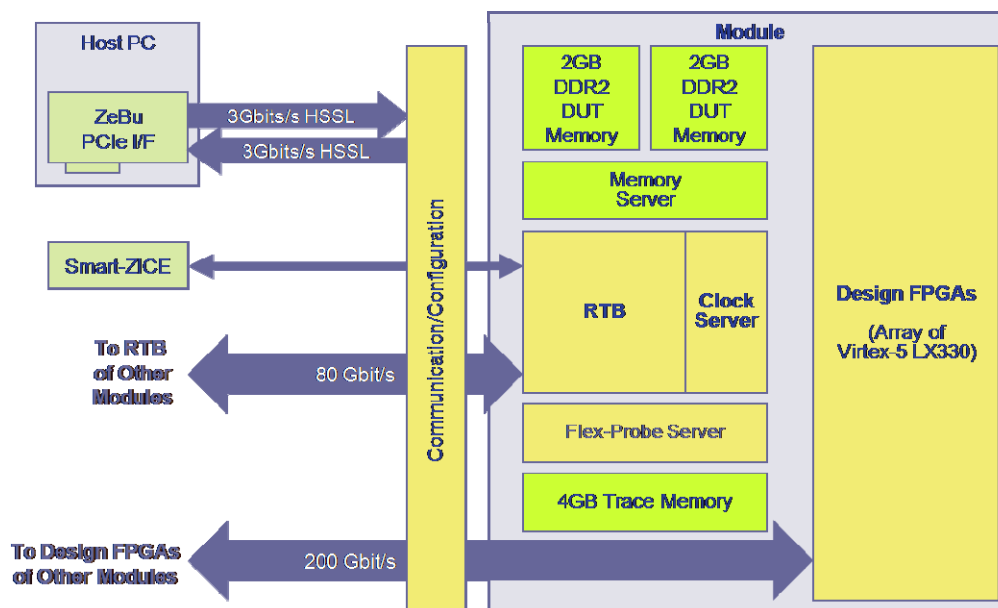 Host PC
ZeBu
PCIe I/F
3Gbits/s HSSL
3Gbits/s HSSL
Smart-ZICE
To RTB
of Other
Modules
80 Gbit/s
To Design FPGAs
of Other Modules
200 Gbit/s
Communication/Configuration
Module
2GB
DDR2
DUT
Memory
2GB
DDR2
DUT
Memory
Memory
Server
RTB
Clock
Server
Flex-Probe Server
4GB Trace Memory
Design FPGAs
(Array of
Virtex-5 LX330)